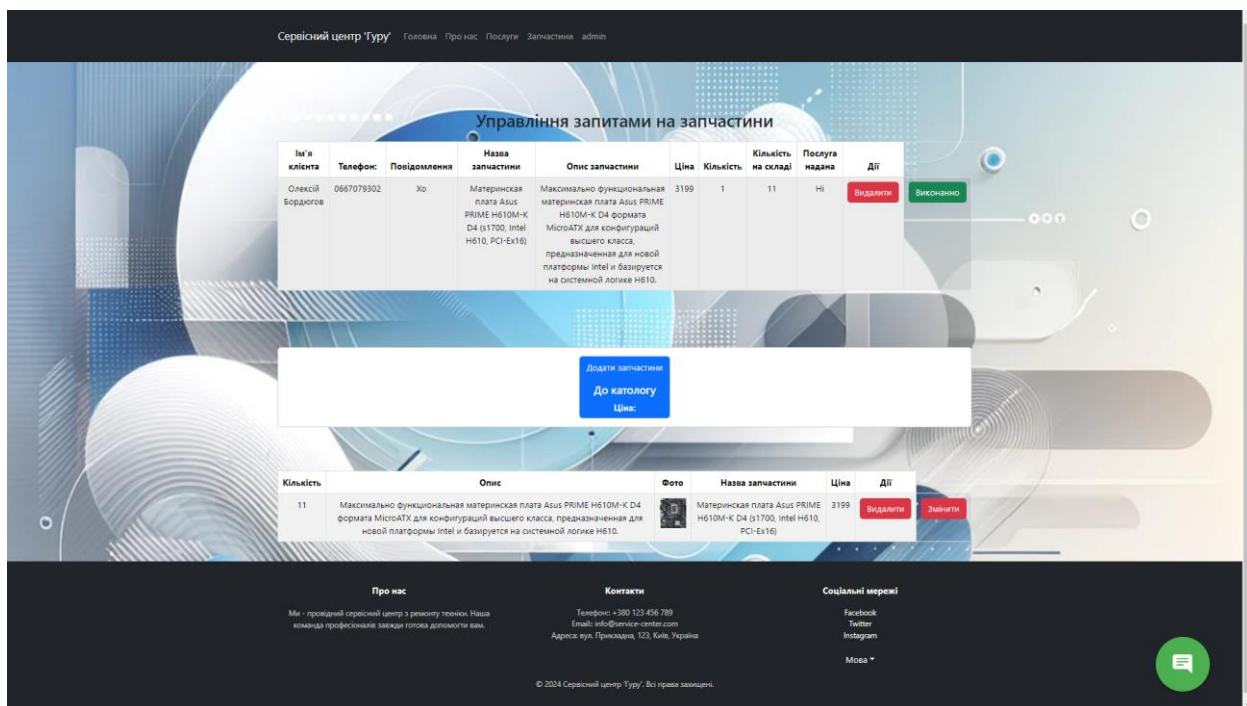 Сервісний центр 'Гуру' Головна Про нас Послуги Запчастини admin
Управління запитами на запчастини
Ім'я клієнта Телефон: Повідомлення Назва запчастини Опис запчастини Ціна Кількість Кількість на складі Послуга надана Дії
Олексій Бордюгов
0667079302
Хо
Материнская
плата Asus
PRIME H610M-K
D4 (s1700, Intel
H610, PCI-Ex16)
Максимально функциональная
материнская плата Asus PRIME
H610M-K D4 формата
MicroATX для конфигураций
высшего класса,
предназначенная для новой
платформы Intel и базируется
на системной логике H610.
3199
1
11
Ні
Видалити
Виконанно
Додати запчастини
До катологу
Ціна:
Кількість Опис Фото Назва запчастини Ціна Дії
11
Максимально функциональная материнская плата Asus PRIME H610M-K D4
формата MicroATX для конфигураций высшего класса, предназначенная для
новой платформы Intel и базируется на системной логике H610.
Материнская плата Asus PRIME
H610M-K D4 (s1700, Intel H610,
PCI-Ex16)
3199
Видалити
Змінити
Про нас
Ми - провідний сервісний центр з ремонту техніки. Наша
команда професіоналів завжди готова допомогти вам.
Контакти
Телефон: +380 123 456 789
Email: info@service-center.com
Адреса: вул. Прикладна, 123, Київ, Україна
Соціальні мережі
Facebook
Twitter
Instagram
Мова
© 2024 Сервісний центр 'Гуру'. Всі права захищені.